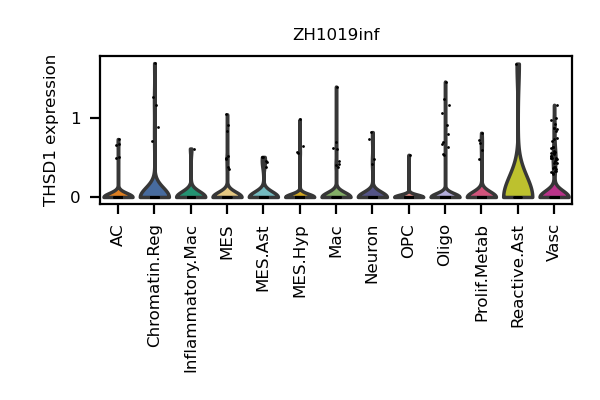 ZH1019inf
THSD1 expression
1
0
AC
Chromatin.Reg
Inflammatory.Mac
MES
MES.Ast
MES.Hyp
Mac
Neuron
OPC
Oligo
Prolif.Metab
Reactive.Ast
Vasc